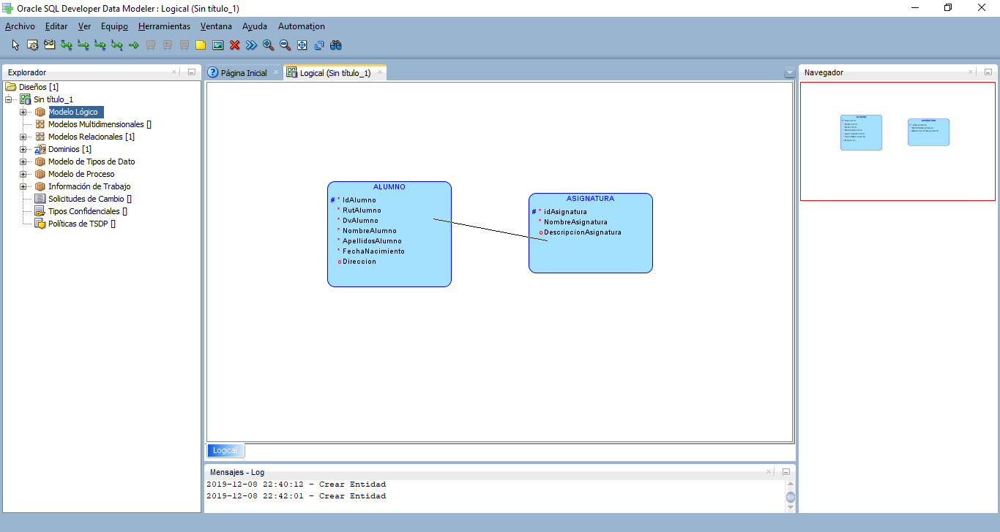 Oracle SQL Developer Data Modeler : Logical (Sin título_1)
Archivo Editar Ver Equipo Herramientas Ventana Ayuda Automation
Explorador
Diseños [1]
Sin título_1
Modelo Lógico
Modelos Multidimensionales []
Modelos Relacionales [1]
Dominios [1]
Modelo de Tipos de Dato
Modelo de Proceso
Información de Trabajo
Solicitudes de Cambio []
Tipos Confidenciales []
Políticas de TSDP []
Página Inicial
Logical (Sin título_1)
ALUMNO
# * IdAlumno
* RutAlumno
* DvAlumno
* NombreAlumno
* ApellidosAlumno
* FechaNacimiento
o Direccion
ASIGNATURA
# * idAsignatura
* NombreAsignatura
o DescripcionAsignatura
Logical
Mensajes - Log
2019-12-08 22:40:12 - Crear Entidad
2019-12-08 22:42:01 - Crear Entidad
Navegador